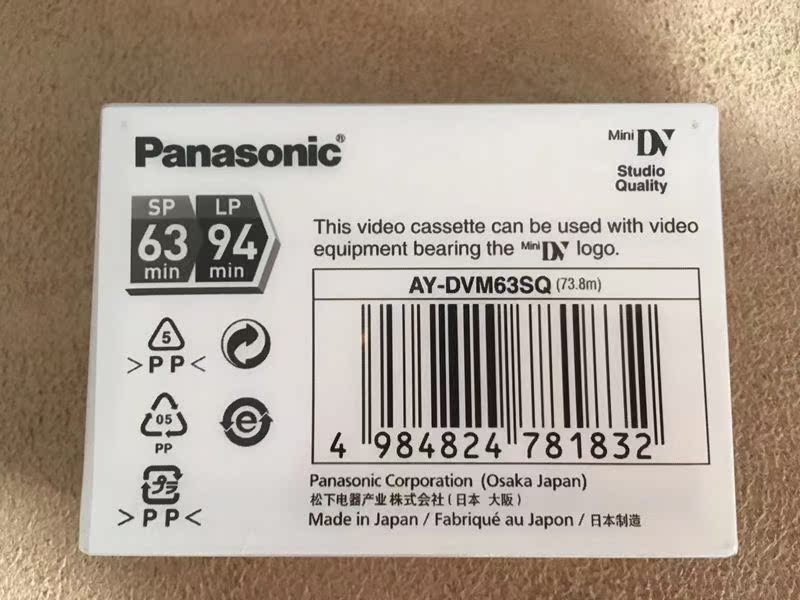 Panasonic®
Mini DV
Studio
Quality
SP LP
63 94
min min
This video cassette can be used with video
equipment bearing the Mini DV logo.
AY-DVM63SQ (73.8m)
5
>PP<
05
PP
e
プラ
>PP<
4 984824 781832
Panasonic Corporation (Osaka Japan)
松下电器产业株式会社(日本 大阪)
Made in Japan / Fabriqué au Japon / 日本制造